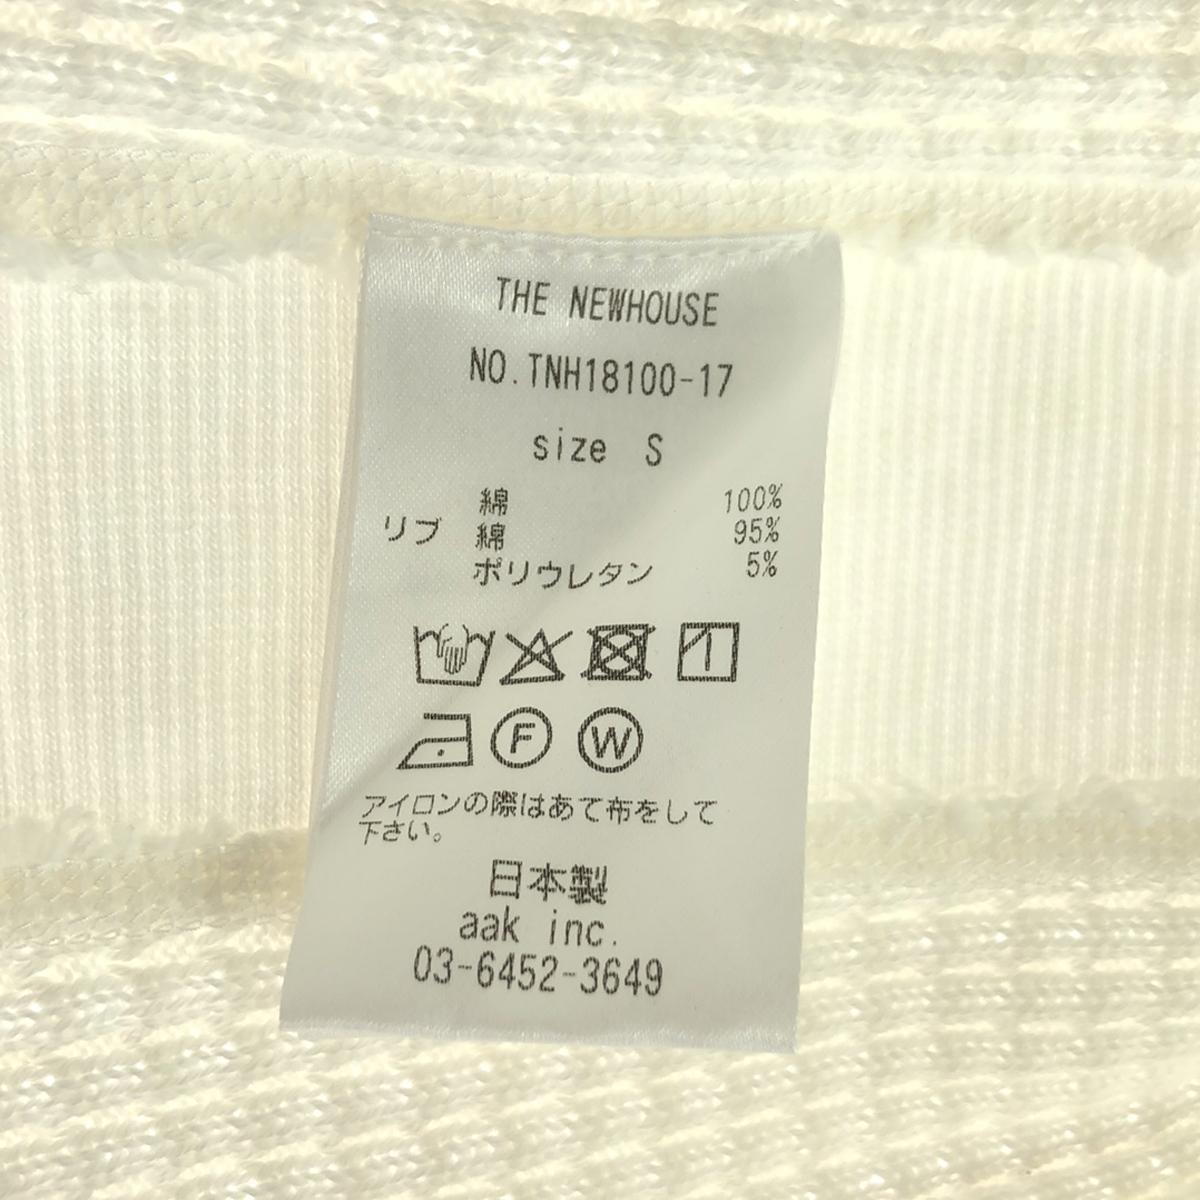 THE NEWHOUSE
NO.TNH18100-17
size S
綿 100%
リブ 綿 95%
ポリウレタン 5%
F W
アイロンの際はあて布をして
下さい。
日本製
aak inc.
03-6452-3649